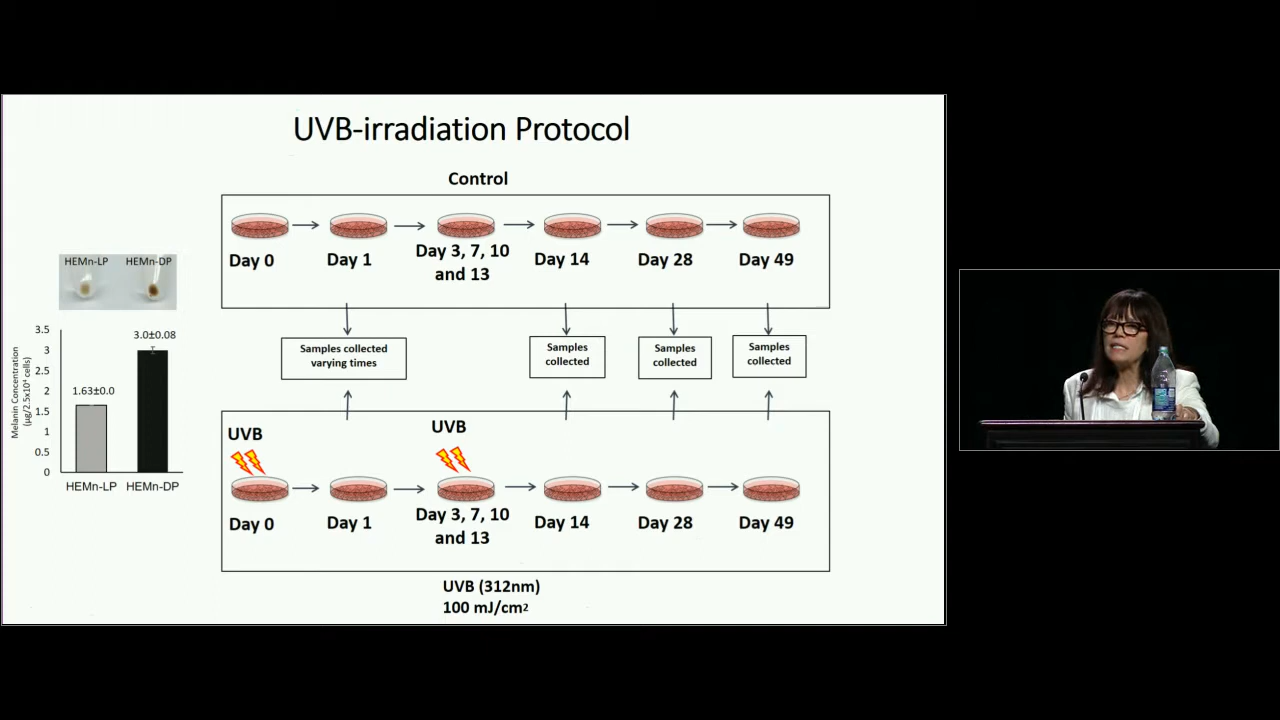 UVB-irradiation Protocol
Control
Day 0
Day 1
Day 3, 7, 10
and 13
Day 14
Day 28
Day 49
Samples collected
varying times
Samples
collected
Samples
collected
Samples
collected
UVB
UVB
Day 0
Day 1
Day 3, 7, 10
and 13
Day 14
Day 28
Day 49
UVB (312nm)
100 mJ/cm²
HEMn-LP
HEMn-DP
Melanin Concentration
(µg/2.5x10⁴ cells)
3.5
3
2.5
2
1.5
1
0.5
0
1.63±0.0
3.0±0.08
HEMn-LP
HEMn-DP